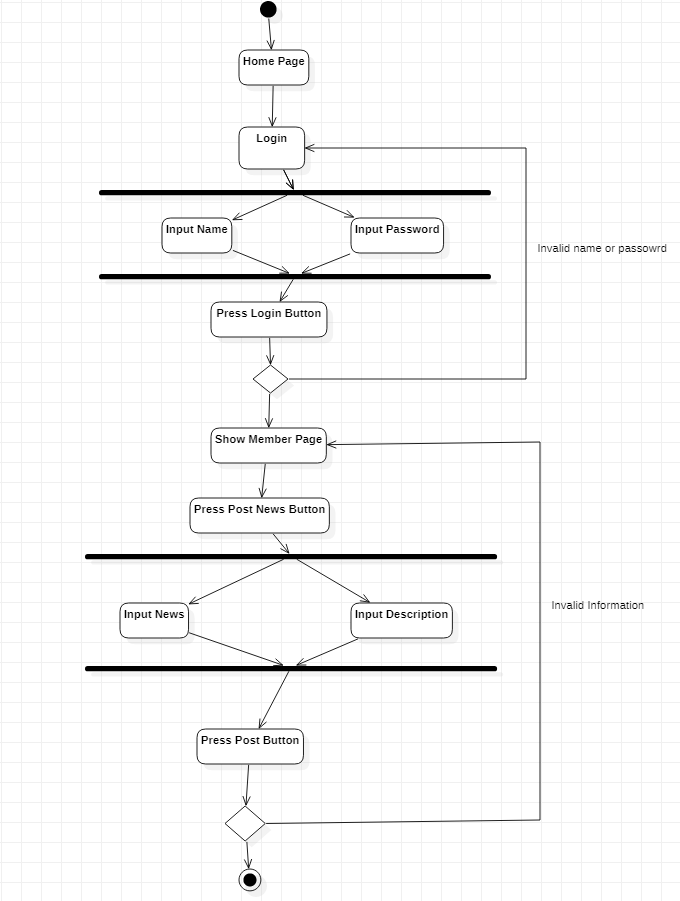 Home Page
Login
Input Name
Input Password
Invalid name or passowrd
Press Login Button
Show Member Page
Press Post News Button
Input News
Input Description
Invalid Information
Press Post Button